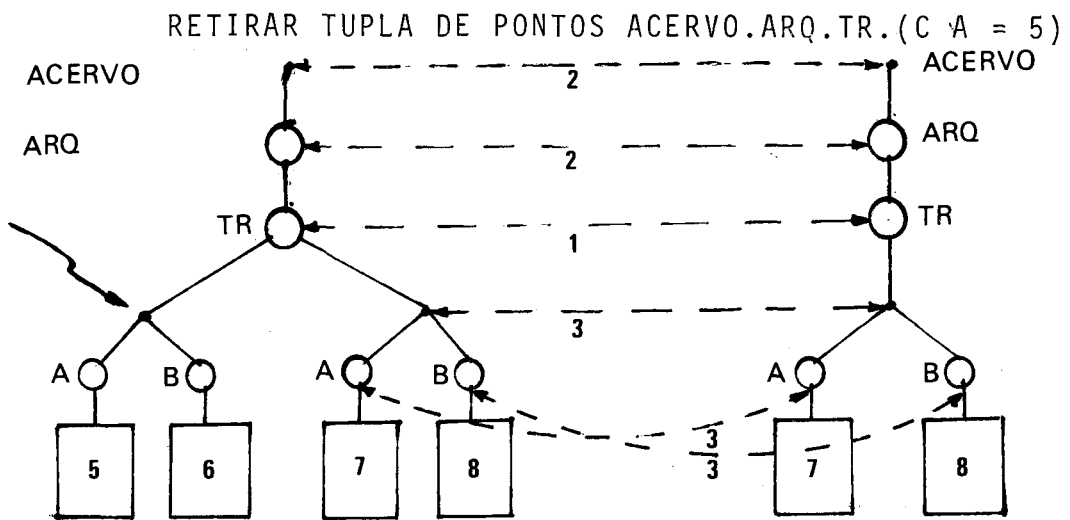 RETIRAR TUPLA DE PONTOS ACERVO.ARQ.TR.(C A = 5)
ACERVO 2 ACERVO
ARQ 2 ARQ
TR 1 TR
3
A B A B A B
3
3
5 6 7 8 7 8